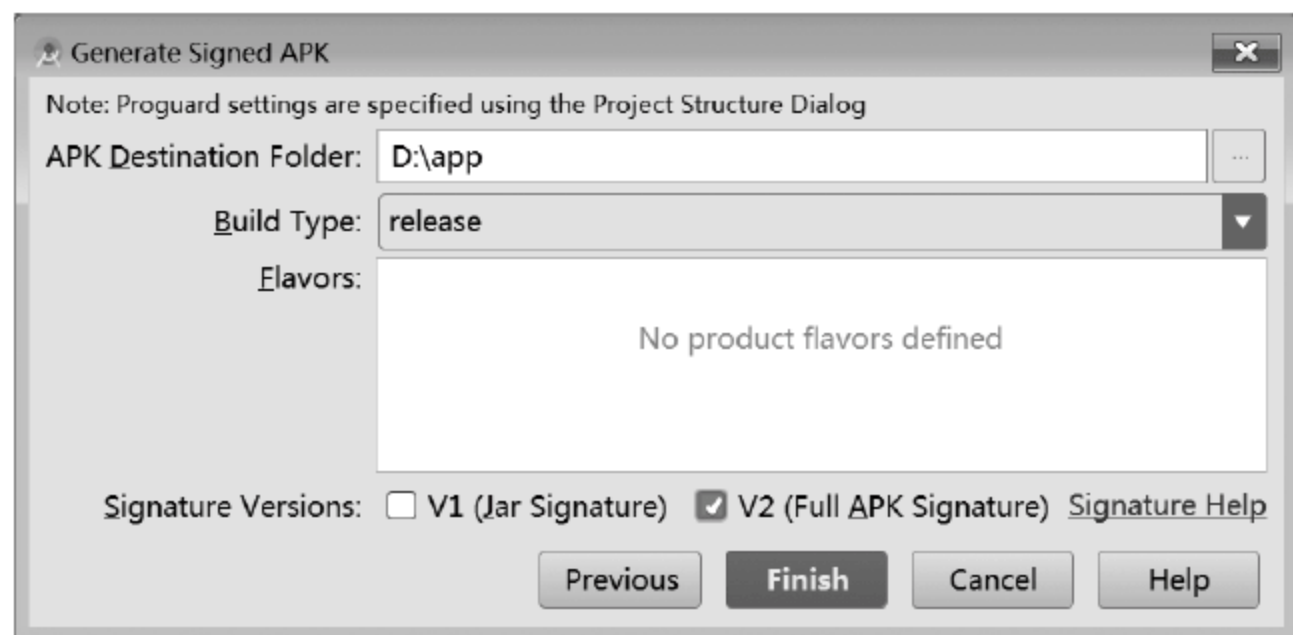 Generate Signed APK
Note: Proguard settings are specified using the Project Structure Dialog
APK Destination Folder: D:\app ...
Build Type: release
Flavors:
No product flavors defined
Signature Versions: V1 (Jar Signature) V2 (Full APK Signature) Signature Help
Previous Finish Cancel Help